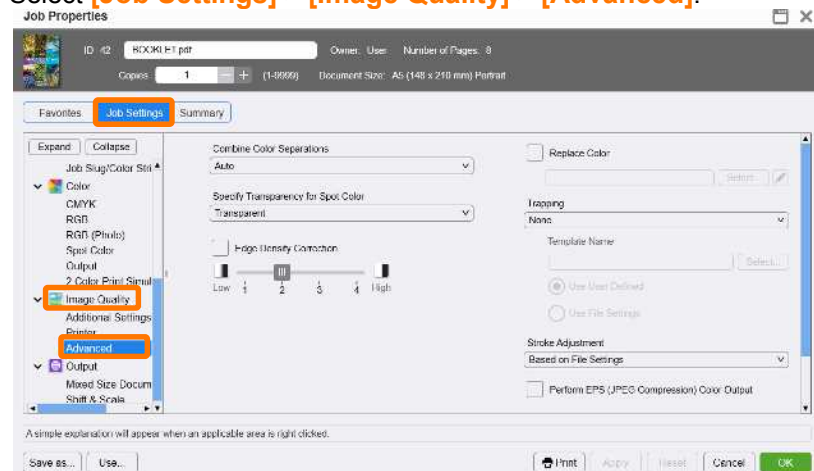 Select [Job Settings] - [Image Quality] - [Advanced].
Job Properties
ID 42 BOOKLET.pdf Owner: User Number of Pages: 8
Copies 1 (1-9999) Document Size: A5 (148 x 210 mm) Portrait
Favorites Job Settings Summary
Expand Collapse
Job Slug/Color Stri
Color
CMYK
RGB
RGB (Photo)
Spot Color
Output
2 Color Print Simul
Image Quality
Additional Settings
Printer
Advanced
Output
Mixed Size Docum
Shift & Scale
Combine Color Separations
Auto
Specify Transparency for Spot Color
Transparent
Edge Density Correction
Low 1 2 3 4 High
Replace Color
Select...
Trapping
None
Template Name
Select...
Use User Defined
Use File Settings
Stroke Adjustment
Based on File Settings
Perform EPS (JPEG Compression) Color Output
A simple explanation will appear when an applicable area is right clicked.
Save as... Use... Print Apply Reset Cancel OK